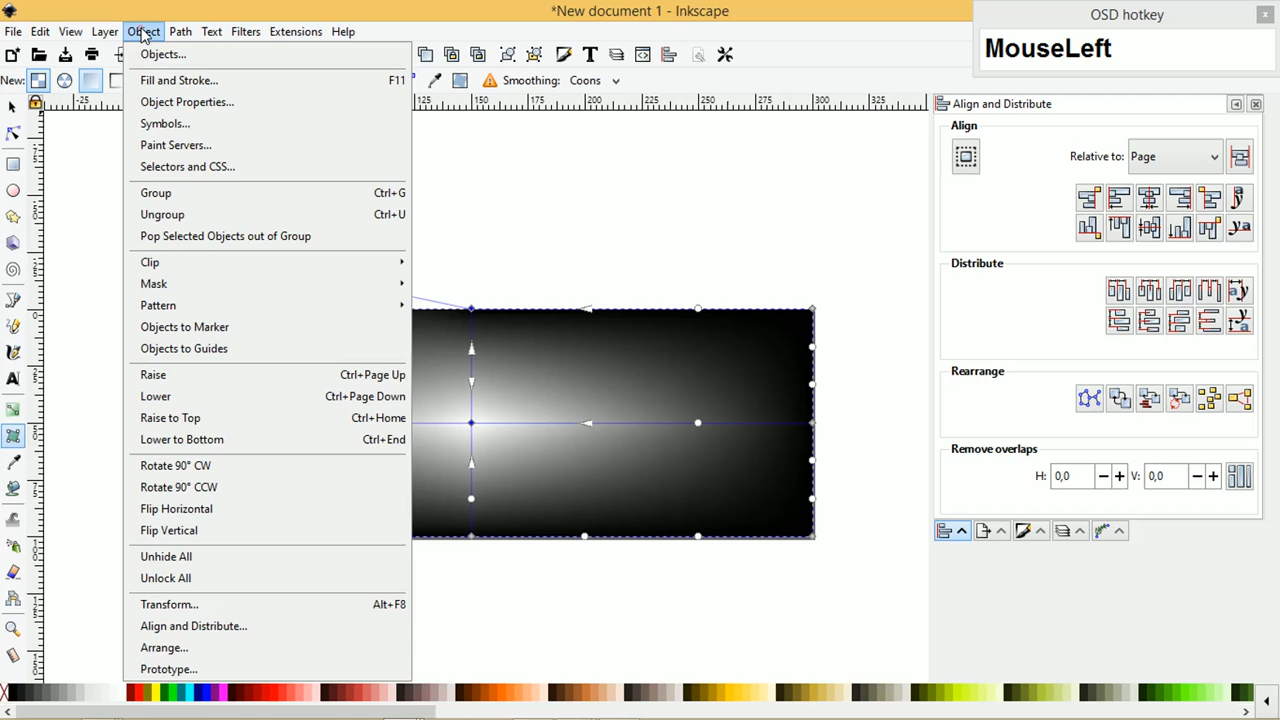 *New document 1 - Inkscape
OSD hotkey
x
MouseLeft
File Edit View Layer Object Path Text Filters Extensions Help
New:
Smoothing: Coons
-25
125 150 175 200 225 250 275 300 325
Objects...
Fill and Stroke... F11
Object Properties...
Symbols...
Paint Servers...
Selectors and CSS...
Group Ctrl+G
Ungroup Ctrl+U
Pop Selected Objects out of Group
Clip
Mask
Pattern
Objects to Marker
Objects to Guides
Raise Ctrl+Page Up
Lower Ctrl+Page Down
Raise to Top Ctrl+Home
Lower to Bottom Ctrl+End
Rotate 90° CW
Rotate 90° CCW
Flip Horizontal
Flip Vertical
Unhide All
Unlock All
Transform... Alt+F8
Align and Distribute...
Arrange...
Prototype...
Align and Distribute
Align
Relative to: Page
Distribute
Rearrange
Remove overlaps
H: 0,0 V: 0,0